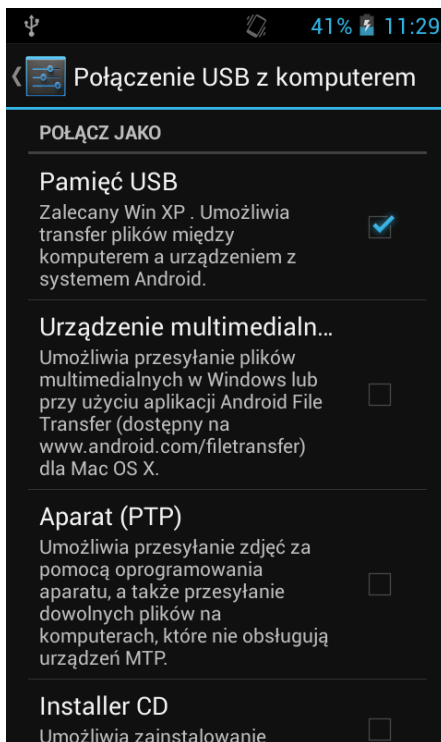 41% 11:29
Połączenie USB z komputerem
POŁĄCZ JAKO
Pamięć USB
Zalecany Win XP . Umożliwia
transfer plików między
komputerem a urządzeniem z
systemem Android.
Urządzenie multimedialn...
Umożliwia przesyłanie plików
multimedialnych w Windows lub
przy użyciu aplikacji Android File
Transfer (dostępny na
www.android.com/filetransfer)
dla Mac OS X.
Aparat (PTP)
Umożliwia przesyłanie zdjęć za
pomocą oprogramowania
aparatu, a także przesyłanie
dowolnych plików na
komputerach, które nie obsługują
urządzeń MTP.
Installer CD
Umożliwia zainstalowanie